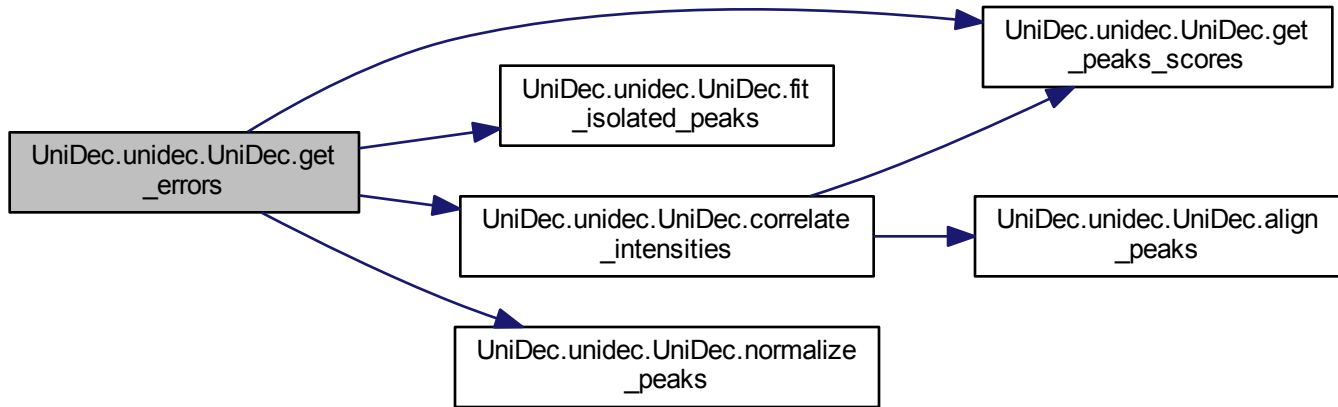 UniDec.unidec.UniDec.get
_errors
UniDec.unidec.UniDec.get
_peaks_scores
UniDec.unidec.UniDec.fit
_isolated_peaks
UniDec.unidec.UniDec.correlate
_intensities
UniDec.unidec.UniDec.align
_peaks
UniDec.unidec.UniDec.normalize
_peaks